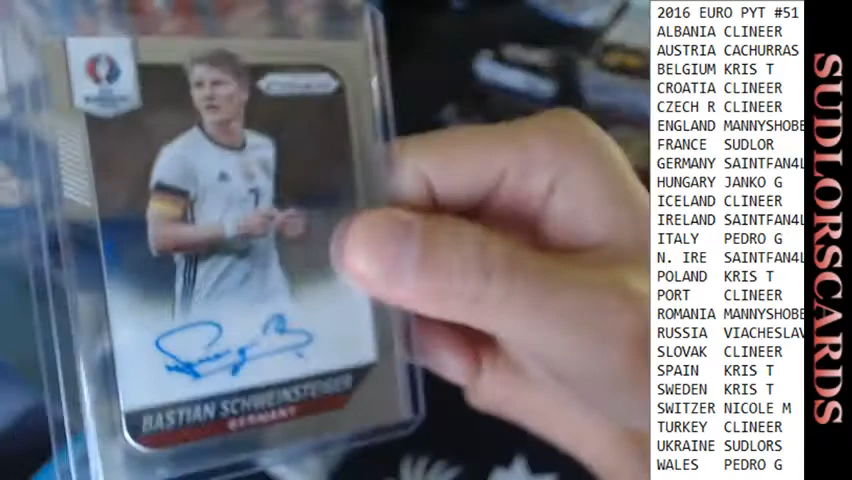 BASTIAN SCHWEINSTEIGER
GERMANY
2016 EURO PYT #51
ALBANIA CLINEER
AUSTRIA CACHURRAS
BELGIUM KRIS T
CROATIA CLINEER
CZECH R CLINEER
ENGLAND MANNYSHOBE
FRANCE SUDLOR
GERMANY SAINTFAN4L
HUNGARY JANKO G
ICELAND CLINEER
IRELAND SAINTFAN4L
ITALY PEDRO G
N. IRE SAINTFAN4L
POLAND KRIS T
PORT CLINEER
ROMANIA MANNYSHOBE
RUSSIA VIACHESLAV
SLOVAK CLINEER
SPAIN KRIS T
SWEDEN KRIS T
SWITZER NICOLE M
TURKEY CLINEER
UKRAINE SUDLORS
WALES PEDRO G
SUDLORSCARDS